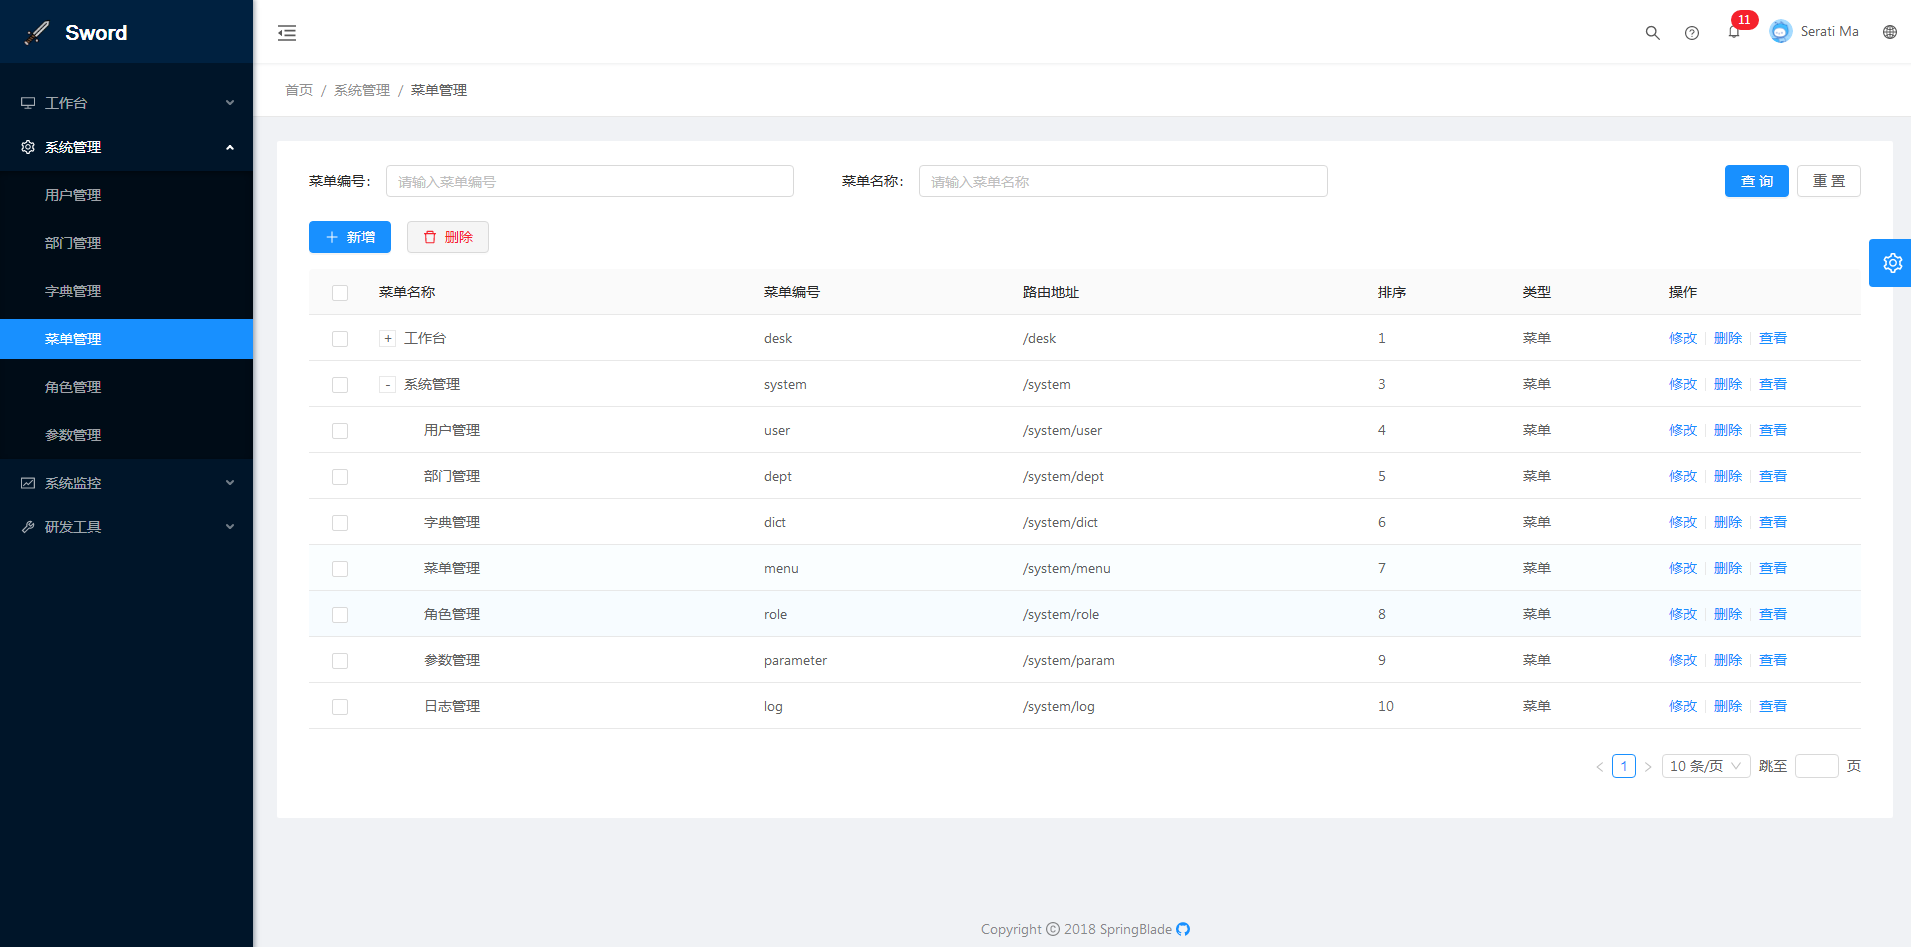 Sword
工作台
系统管理
用户管理
部门管理
字典管理
菜单管理
角色管理
参数管理
系统监控
研发工具
11
Serati Ma
首页 / 系统管理 / 菜单管理
菜单编号： 请输入菜单编号 菜单名称： 请输入菜单名称 查 询 重 置
+ 新增 删除
菜单名称 菜单编号 路由地址 排序 类型 操作
+ 工作台 desk /desk 1 菜单 修改 删除 查看
- 系统管理 system /system 3 菜单 修改 删除 查看
用户管理 user /system/user 4 菜单 修改 删除 查看
部门管理 dept /system/dept 5 菜单 修改 删除 查看
字典管理 dict /system/dict 6 菜单 修改 删除 查看
菜单管理 menu /system/menu 7 菜单 修改 删除 查看
角色管理 role /system/role 8 菜单 修改 删除 查看
参数管理 parameter /system/param 9 菜单 修改 删除 查看
日志管理 log /system/log 10 菜单 修改 删除 查看
< 1 > 10 条/页 跳至 页
Copyright © 2018 SpringBlade